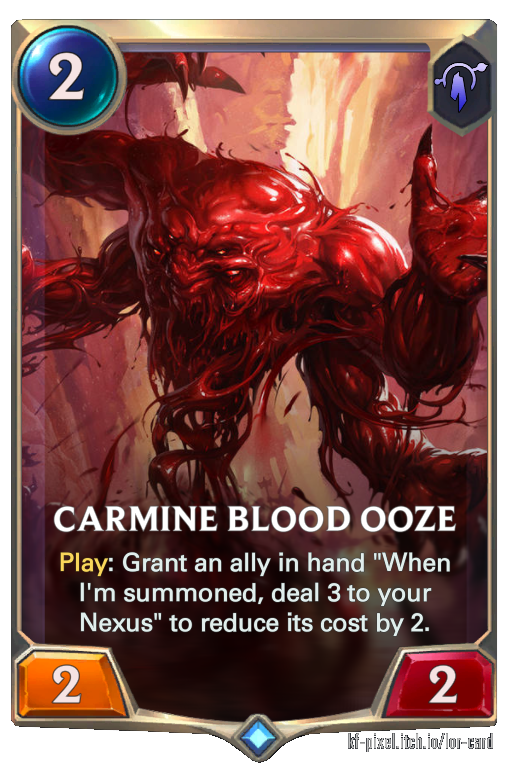 2
CARMINE BLOOD OOZE
Play: Grant an ally in hand "When
I'm summoned, deal 3 to your
Nexus" to reduce its cost by 2.
2
2
kf-pixel.itch.io/lor-card